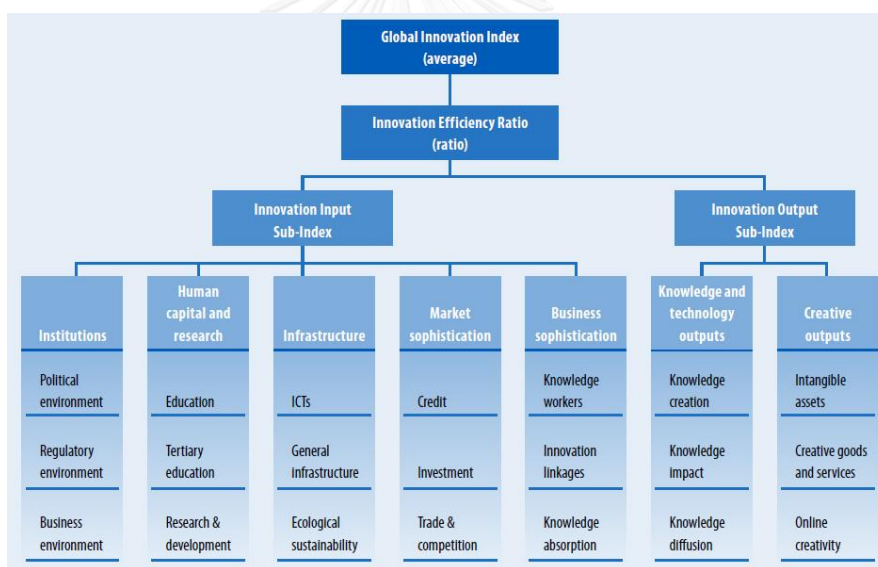 Global Innovation Index
(average)
Innovation Efficiency Ratio
(ratio)
Innovation Input
Sub-Index
Innovation Output
Sub-Index
Institutions
Human
capital and
research
Infrastructure
Market
sophistication
Business
sophistication
Knowledge and
technology
outputs
Creative
outputs
Political
environment
Education
ICTs
Credit
Knowledge
workers
Knowledge
creation
Intangible
assets
Regulatory
environment
Tertiary
education
General
infrastructure
Investment
Innovation
linkages
Knowledge
impact
Creative goods
and services
Business
environment
Research &
development
Ecological
sustainability
Trade &
competition
Knowledge
absorption
Knowledge
diffusion
Online
creativity